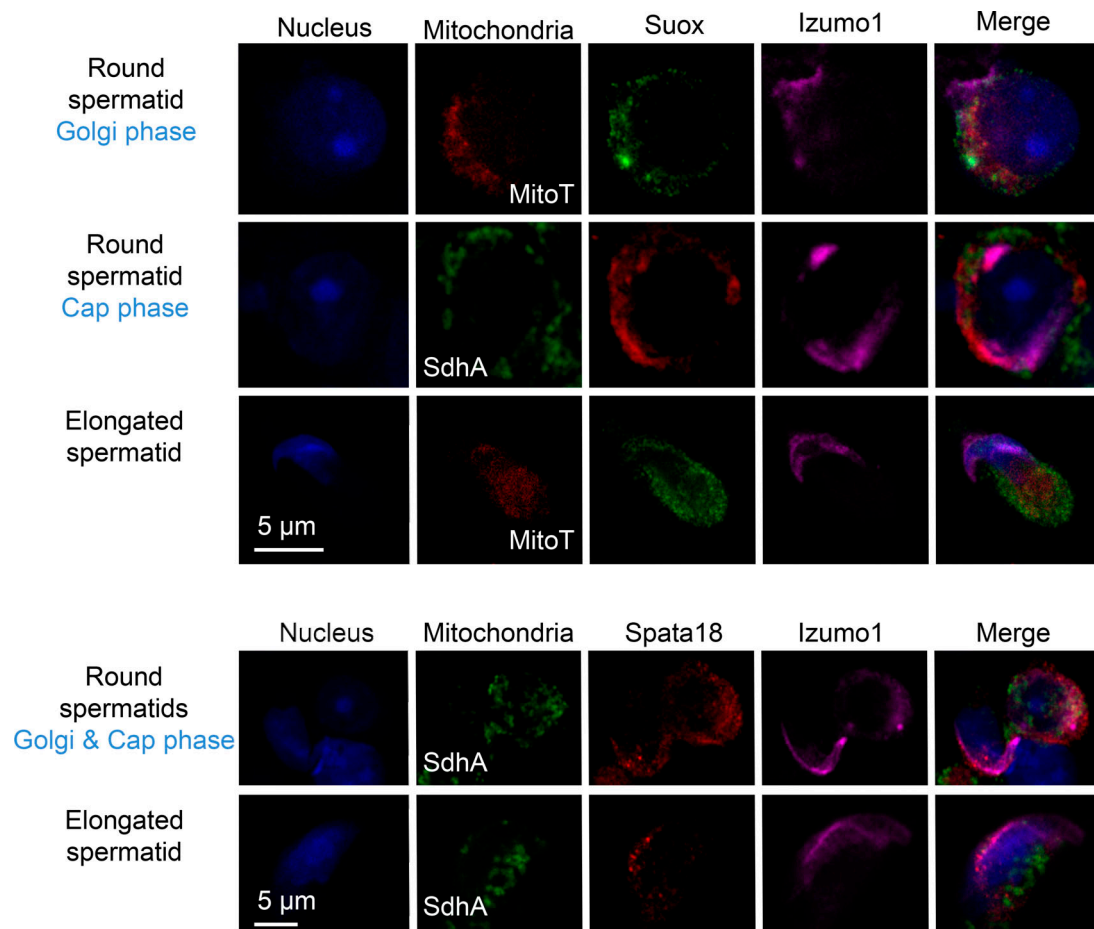 Nucleus Mitochondria Suox Izumo1 Merge
Round
spermatid
Golgi phase
MitoT
Round
spermatid
Cap phase
SdhA
Elongated
spermatid
5 µm
MitoT
Nucleus Mitochondria Spata18 Izumo1 Merge
Round
spermatids
Golgi & Cap phase
SdhA
Elongated
spermatid
5 µm
SdhA